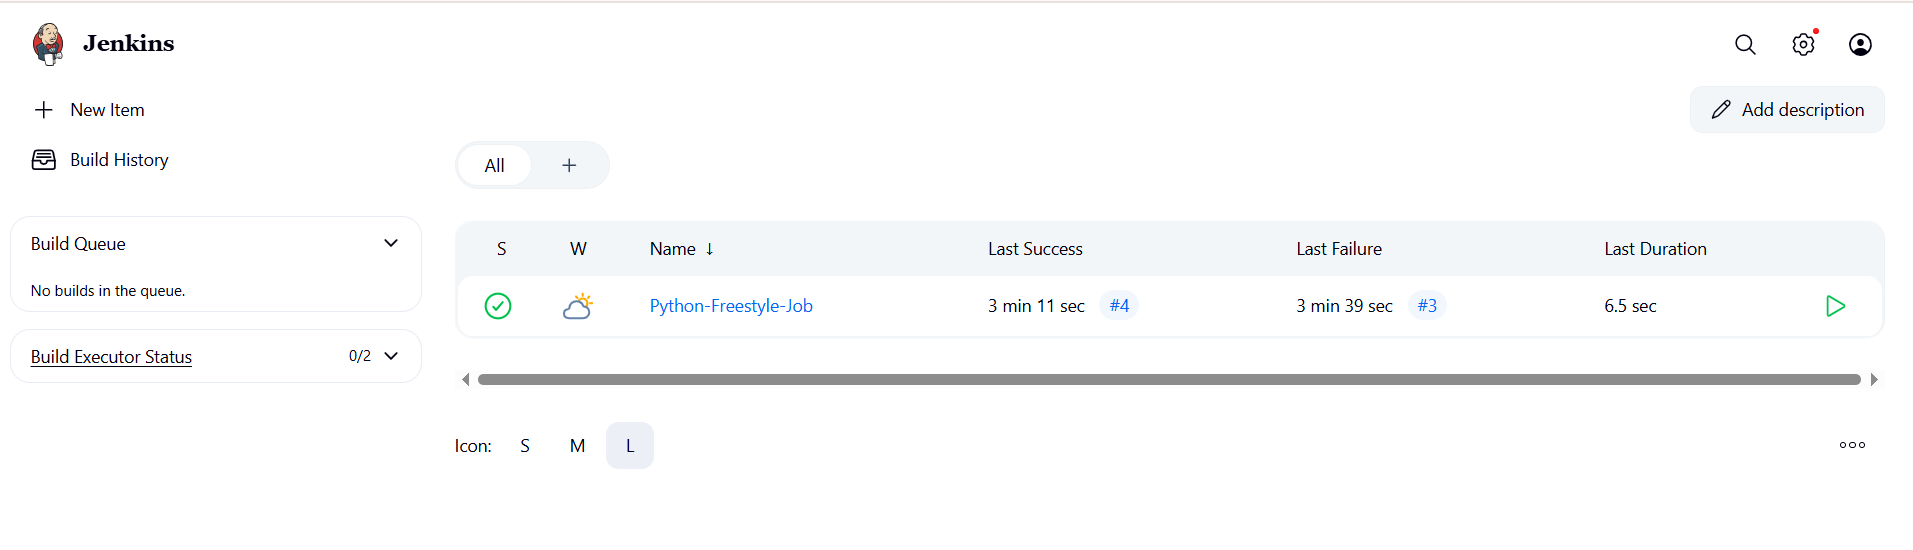 Jenkins
New Item
Add description
Build History
All +
Build Queue
No builds in the queue.
Build Executor Status 0/2
S W Name ↓ Last Success Last Failure Last Duration
Python-Freestyle-Job 3 min 11 sec #4 3 min 39 sec #3 6.5 sec
Icon: S M L